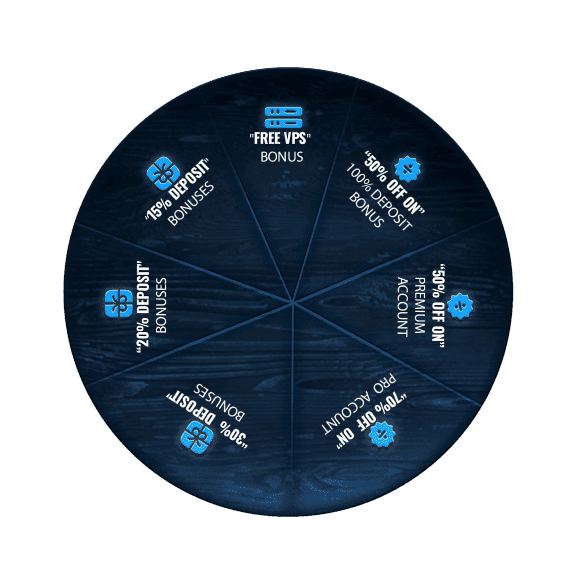 "FREE VPS"
BONUS
“50% OFF ON”
100% DEPOSIT
BONUS
“50% OFF ON”
PREMIUM
ACCOUNT
“70% OFF ON”
PRO ACCOUNT
“30% DEPOSIT”
BONUSES
“20% DEPOSIT”
BONUSES
“15% DEPOSIT”
BONUSES